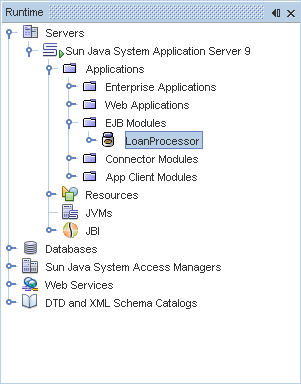 Runtime
Servers
Sun Java System Application Server 9
Applications
Enterprise Applications
Web Applications
EJB Modules
LoanProcessor
Connector Modules
App Client Modules
Resources
JVMs
JBI
Databases
Sun Java System Access Managers
Web Services
DTD and XML Schema Catalogs